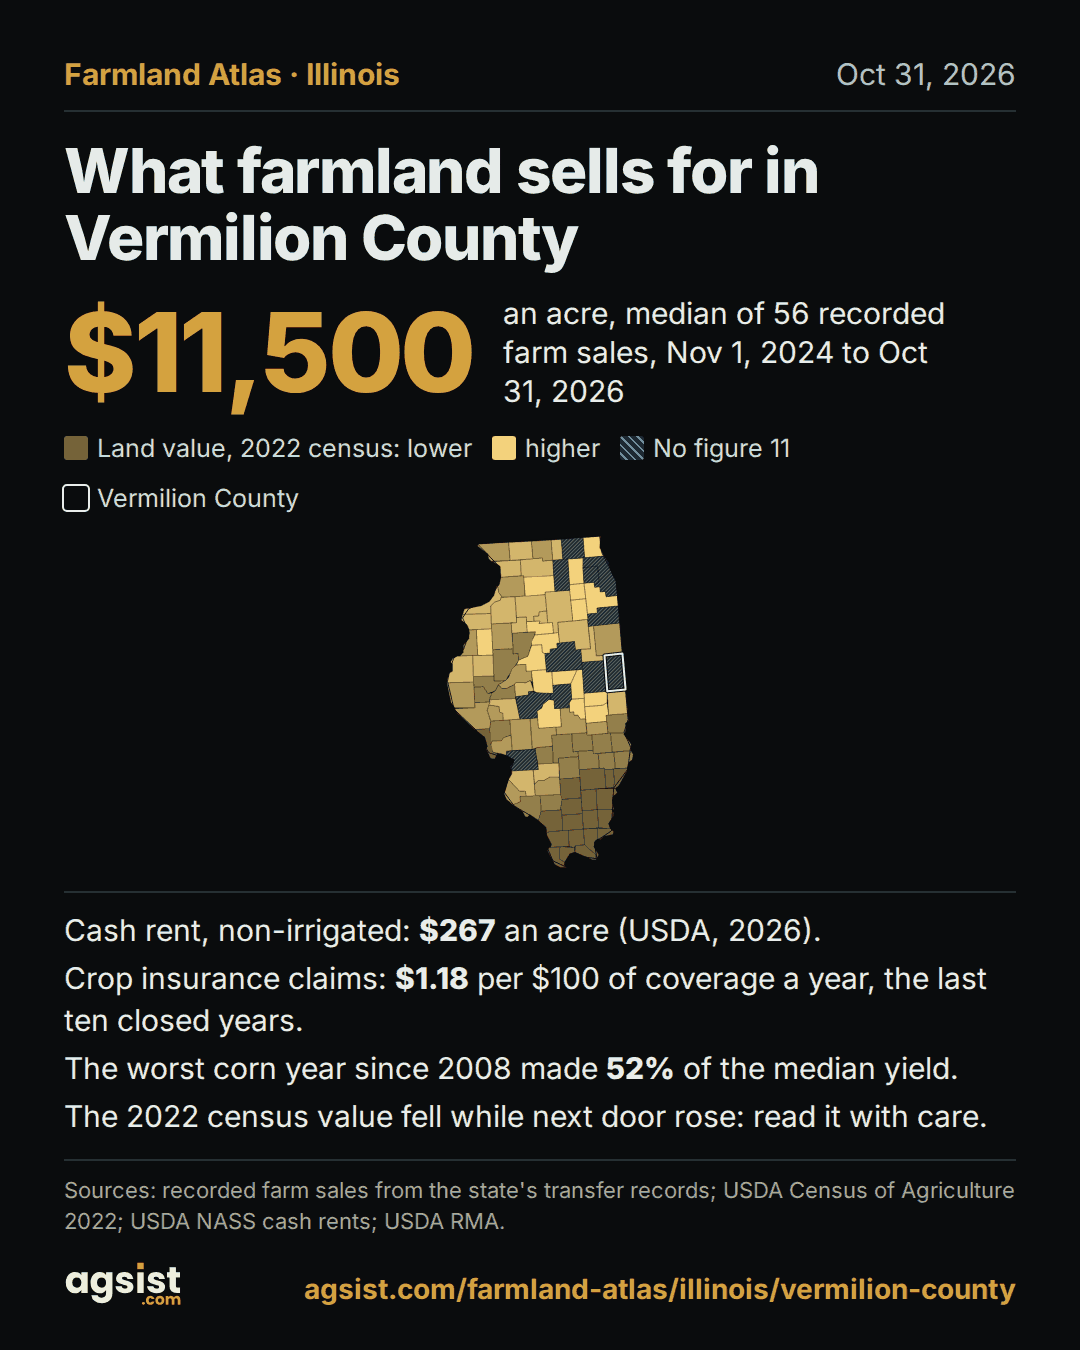 Farmland Atlas · Illinois
Oct 31, 2026
What farmland sells for in
Vermilion County
$11,500
an acre, median of 56 recorded
farm sales, Nov 1, 2024 to Oct
31, 2026
Land value, 2022 census: lower
higher
No figure 11
Vermilion County
Cash rent, non-irrigated: $267 an acre (USDA, 2026).
Crop insurance claims: $1.18 per $100 of coverage a year, the last
ten closed years.
The worst corn year since 2008 made 52% of the median yield.
The 2022 census value fell while next door rose: read it with care.
Sources: recorded farm sales from the state's transfer records; USDA Census of Agriculture
2022; USDA NASS cash rents; USDA RMA.
agsist
.com
agsist.com/farmland-atlas/illinois/vermilion-county